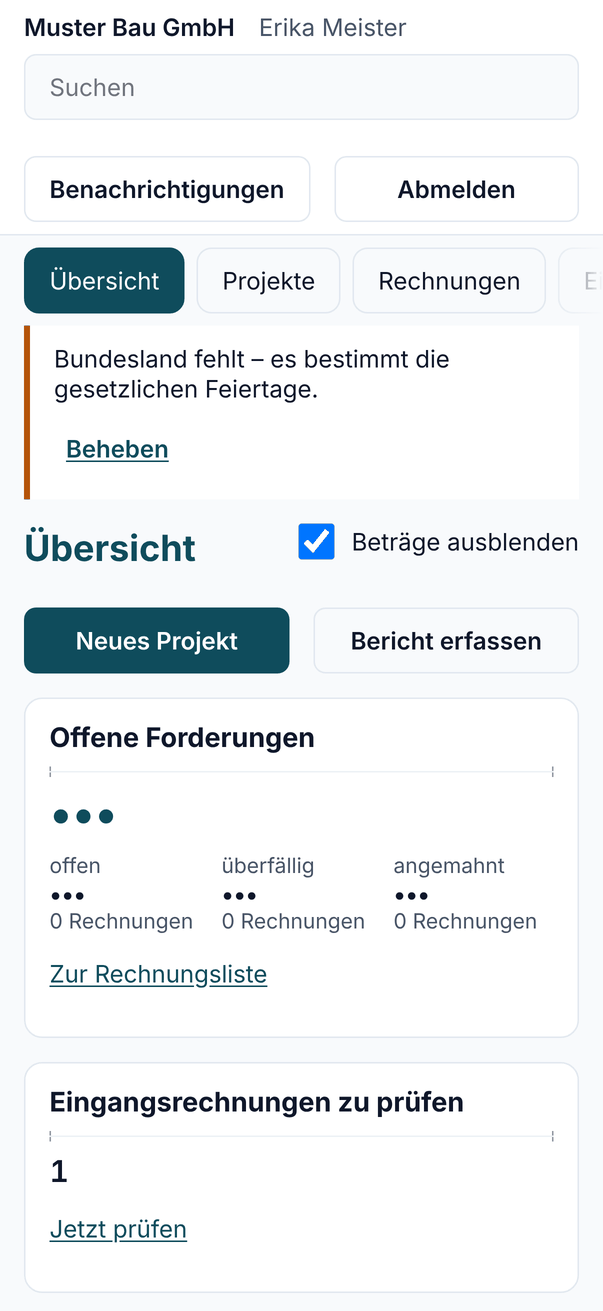 Muster Bau GmbH Erika Meister
Suchen
Benachrichtigungen Abmelden
Übersicht Projekte Rechnungen
Bundesland fehlt – es bestimmt die
gesetzlichen Feiertage.
Beheben
Übersicht Beträge ausblenden
Neues Projekt Bericht erfassen
Offene Forderungen
•••
offen überfällig angemahnt
••• ••• •••
0 Rechnungen 0 Rechnungen 0 Rechnungen
Zur Rechnungsliste
Eingangsrechnungen zu prüfen
1
Jetzt prüfen